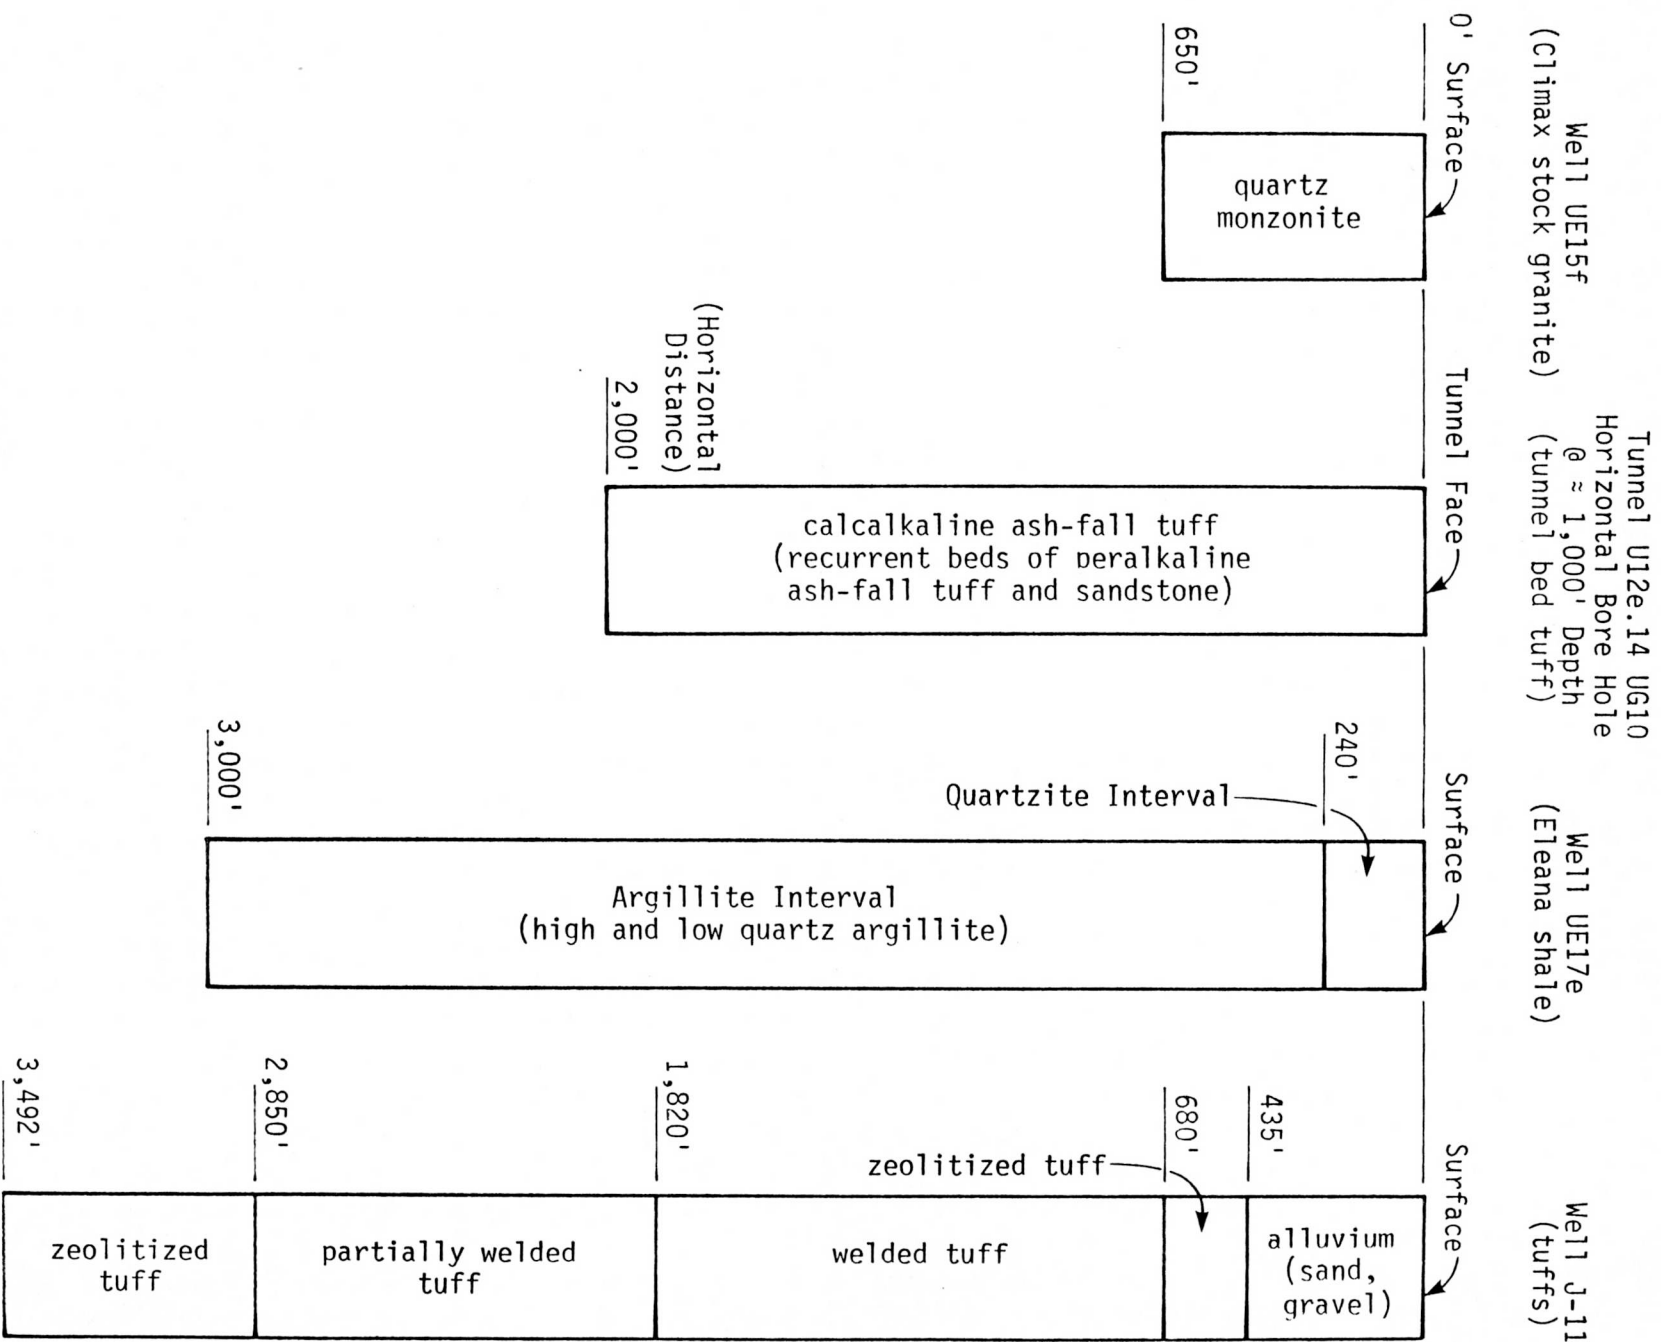 Well UE15f
(Climax stock granite)
0' Surface
650'
quartz
monzonite
Tunnel U12e.14 UG10
Horizontal Bore Hole
@ ≈ 1,000' Depth
(tunnel bed tuff)
Tunnel Face
(Horizontal
Distance)
2,000'
calcalkaline ash-fall tuff
(recurrent beds of peralkaline
ash-fall tuff and sandstone)
Well UE17e
(Eleana shale)
Surface
240'
Quartzite Interval
3,000'
Argillite Interval
(high and low quartz argillite)
Well J-11
(tuffs)
Surface
435'
680'
1,820'
2,850'
3,492'
alluvium
(sand,
gravel)
zeolitized tuff
welded tuff
partially welded
tuff
zeolitized
tuff